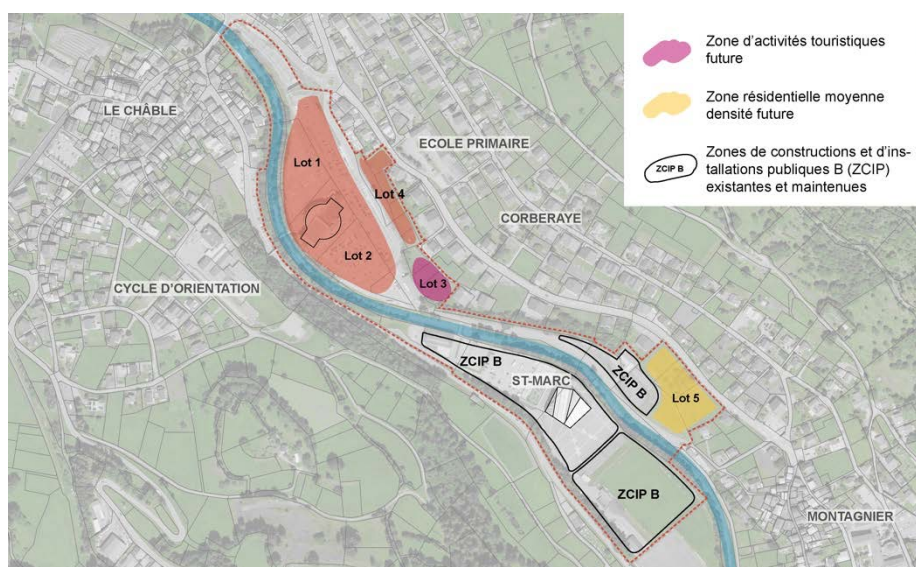 Zone d'activités touristiques
future
Zone résidentielle moyenne
densité future
ZCIP B
Zones de constructions et d'ins-
tallations publiques B (ZCIP)
existantes et maintenues
LE CHÂBLE
ECOLE PRIMAIRE
Lot 1
Lot 4
CORBERAYE
Lot 2
Lot 3
CYCLE D'ORIENTATION
ZCIP B
ST-MARC
ZCIP B
Lot 5
ZCIP B
MONTAGNIER